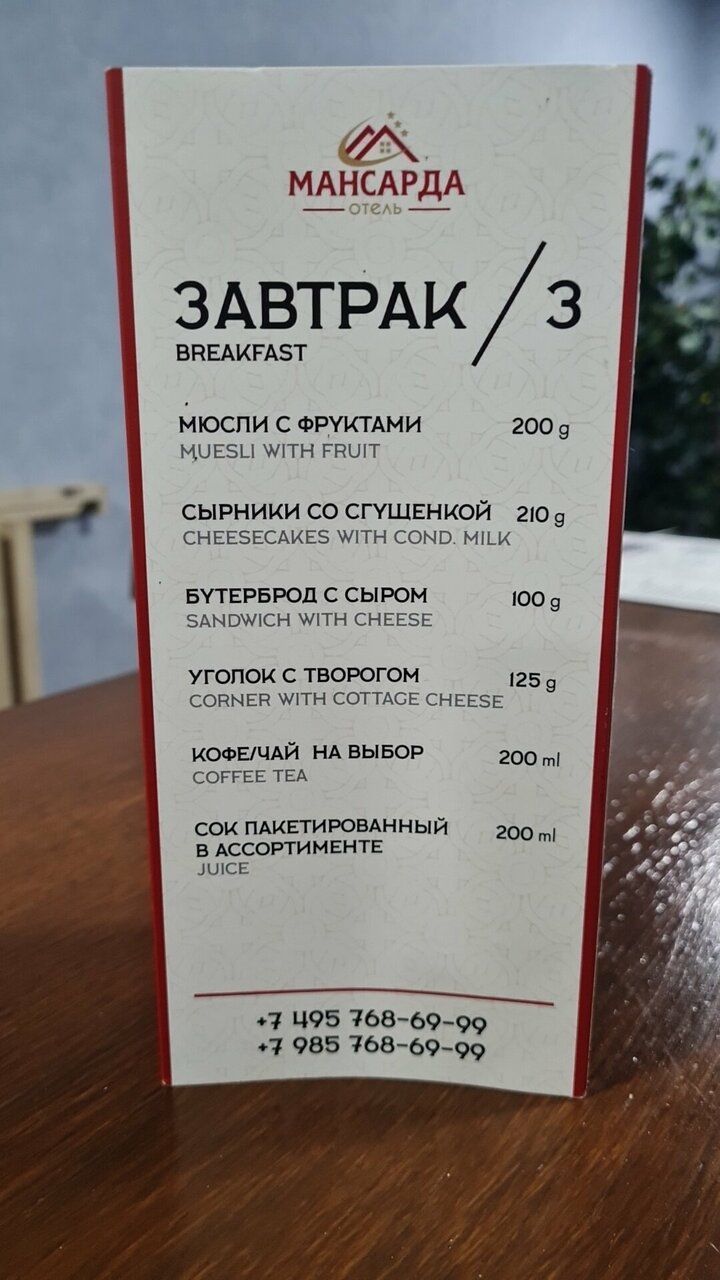 МАНСАРДА
ОТЕЛЬ
ЗАВТРАК / 3
BREAKFAST
МЮСЛИ С ФРУКТАМИ 200 g
MUESLI WITH FRUIT
СЫРНИКИ СО СГУЩЕНКОЙ 210 g
CHEESECAKES WITH COND. MILK
БУТЕРБРОД С СЫРОМ 100 g
SANDWICH WITH CHEESE
УГОЛОК С ТВОРОГОМ 125 g
CORNER WITH COTTAGE CHEESE
КОФЕ/ЧАЙ НА ВЫБОР 200 ml
COFFEE TEA
СОК ПАКЕТИРОВАННЫЙ 200 ml
В АССОРТИМЕНТЕ
JUICE
+7 495 768-69-99
+7 985 768-69-99